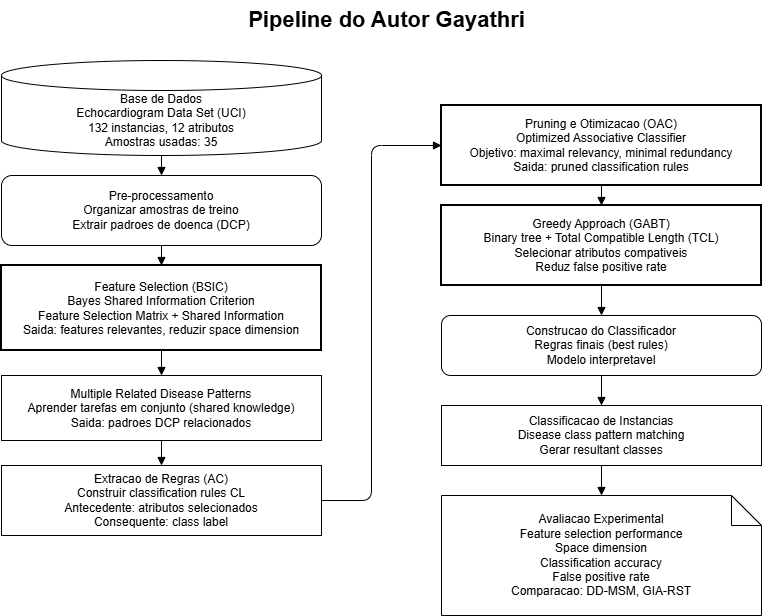 Pipeline do Autor Gayathri
Base de Dados
Echocardiogram Data Set (UCI)
132 instancias, 12 atributos
Amostras usadas: 35
Pre-processamento
Organizar amostras de treino
Extrair padroes de doenca (DCP)
Feature Selection (BSIC)
Bayes Shared Information Criterion
Feature Selection Matrix + Shared Information
Saida: features relevantes, reduzir space dimension
Multiple Related Disease Patterns
Aprender tarefas em conjunto (shared knowledge)
Saida: padroes DCP relacionados
Extracao de Regras (AC)
Construir classification rules CL
Antecedente: atributos selecionados
Consequente: class label
Pruning e Otimizacao (OAC)
Optimized Associative Classifier
Objetivo: maximal relevancy, minimal redundancy
Saida: pruned classification rules
Greedy Approach (GABT)
Binary tree + Total Compatible Length (TCL)
Selecionar atributos compativeis
Reduz false positive rate
Construcao do Classificador
Regras finais (best rules)
Modelo interpretavel
Classificacao de Instancias
Disease class pattern matching
Gerar resultant classes
Avaliacao Experimental
Feature selection performance
Space dimension
Classification accuracy
False positive rate
Comparacao: DD-MSM, GIA-RST